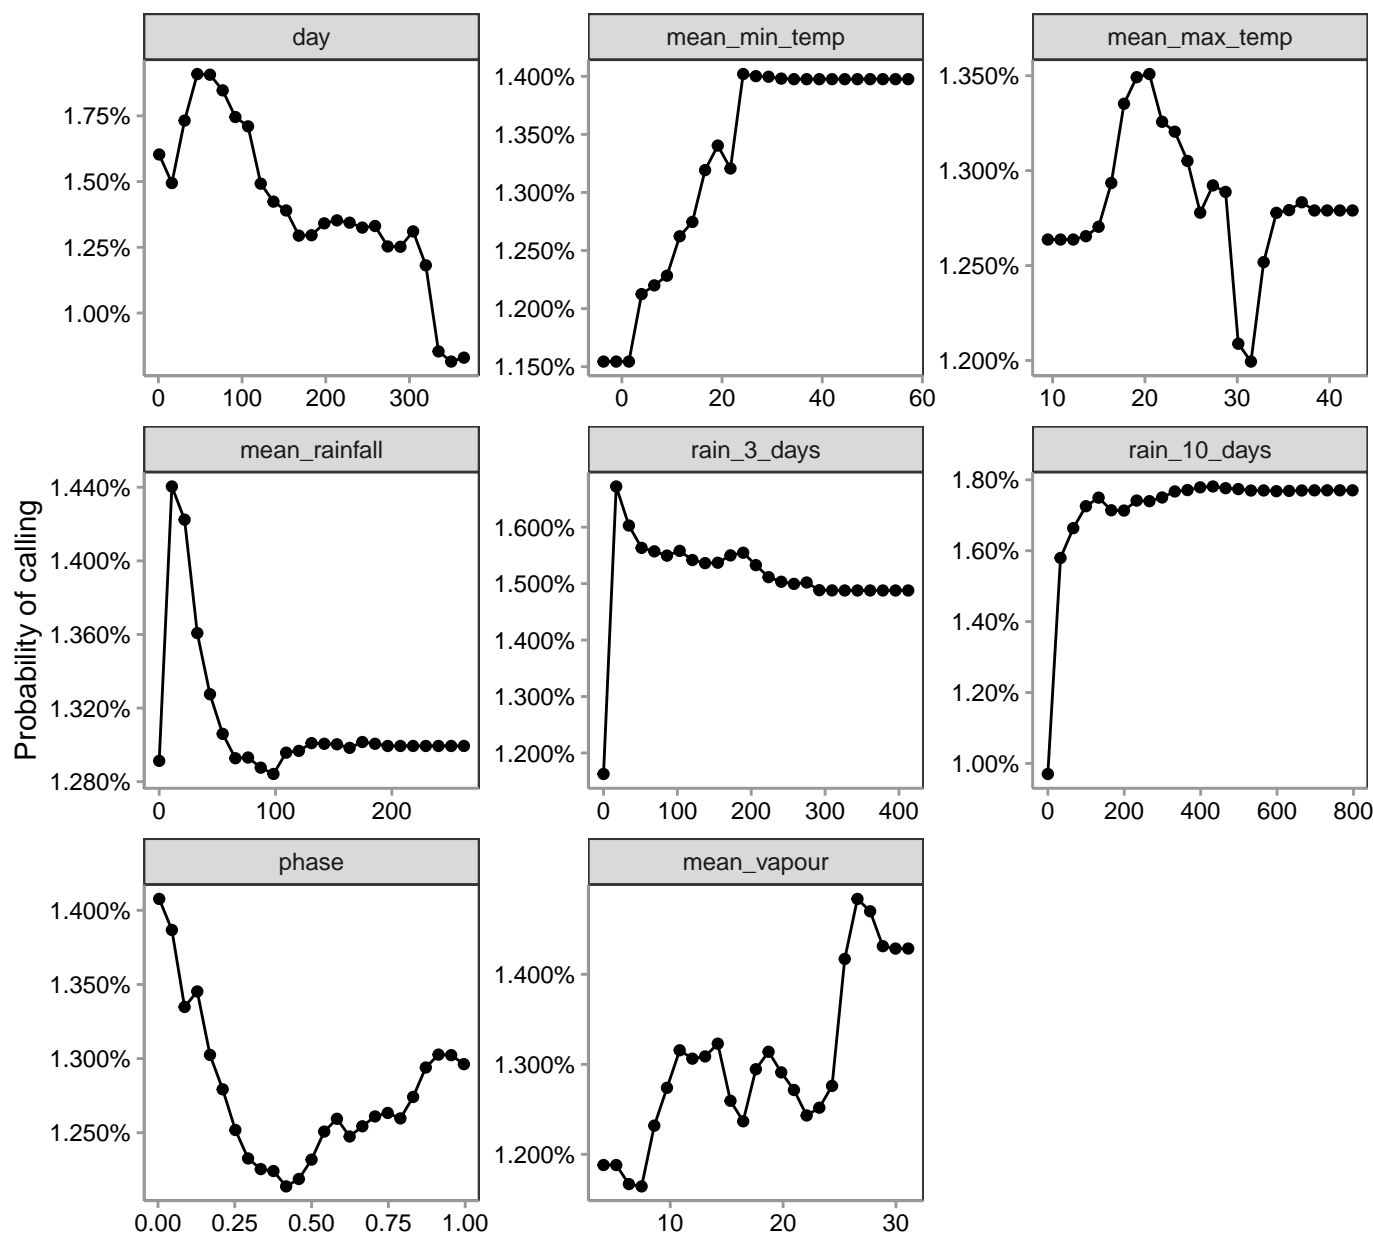 day
mean_min_temp
mean_max_temp
1.75%
1.50%
1.25%
1.00%
0 100 200 300
1.400%
1.350%
1.300%
1.250%
1.200%
1.150%
0 20 40 60
1.350%
1.300%
1.250%
1.200%
10 20 30 40
Probability of calling
mean_rainfall
rain_3_days
rain_10_days
1.440%
1.400%
1.360%
1.320%
1.280%
0 100 200
1.600%
1.500%
1.400%
1.300%
1.200%
0 100 200 300 400
1.80%
1.60%
1.40%
1.20%
1.00%
0 200 400 600 800
phase
mean_vapour
1.400%
1.350%
1.300%
1.250%
0.00 0.25 0.50 0.75 1.00
1.400%
1.300%
1.200%
10 20 30